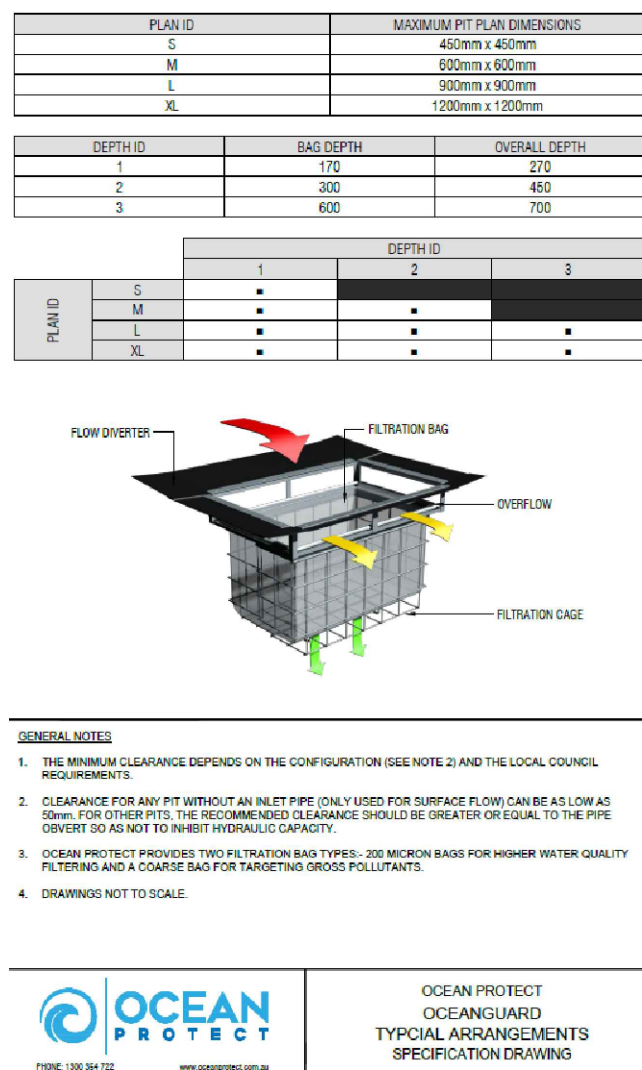 PLAN ID MAXIMUM PIT PLAN DIMENSIONS
S 450mm x 450mm
M 600mm x 600mm
L 900mm x 900mm
XL 1200mm x 1200mm
DEPTH ID BAG DEPTH OVERALL DEPTH
1 170 270
2 300 450
3 600 700
DEPTH ID
1 2 3
PLAN ID
S ■
M ■ ■
L ■ ■ ■
XL ■ ■ ■
FLOW DIVERTER
FILTRATION BAG
OVERFLOW
FILTRATION CAGE
GENERAL NOTES
1. THE MINIMUM CLEARANCE DEPENDS ON THE CONFIGURATION (SEE NOTE 2) AND THE LOCAL COUNCIL
REQUIREMENTS.
2. CLEARANCE FOR ANY PIT WITHOUT AN INLET PIPE (ONLY USED FOR SURFACE FLOW) CAN BE AS LOW AS
50mm. FOR OTHER PITS, THE RECOMMENDED CLEARANCE SHOULD BE GREATER OR EQUAL TO THE PIPE
OBVERT SO AS NOT TO INHIBIT HYDRAULIC CAPACITY.
3. OCEAN PROTECT PROVIDES TWO FILTRATION BAG TYPES:- 200 MICRON BAGS FOR HIGHER WATER QUALITY
FILTERING AND A COARSE BAG FOR TARGETING GROSS POLLUTANTS.
4. DRAWINGS NOT TO SCALE.
OCEAN
PROTECT
PHONE: 1300 354 722 www.oceanprotect.com.au
OCEAN PROTECT
OCEANGUARD
TYPCIAL ARRANGEMENTS
SPECIFICATION DRAWING